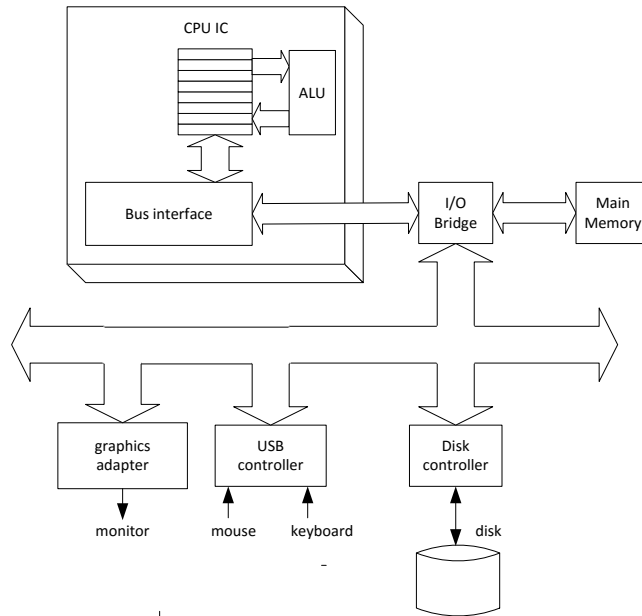 CPU IC
ALU
Bus interface
I/O
Bridge
Main
Memory
graphics
adapter
USB
controller
Disk
controller
monitor
mouse
keyboard
disk